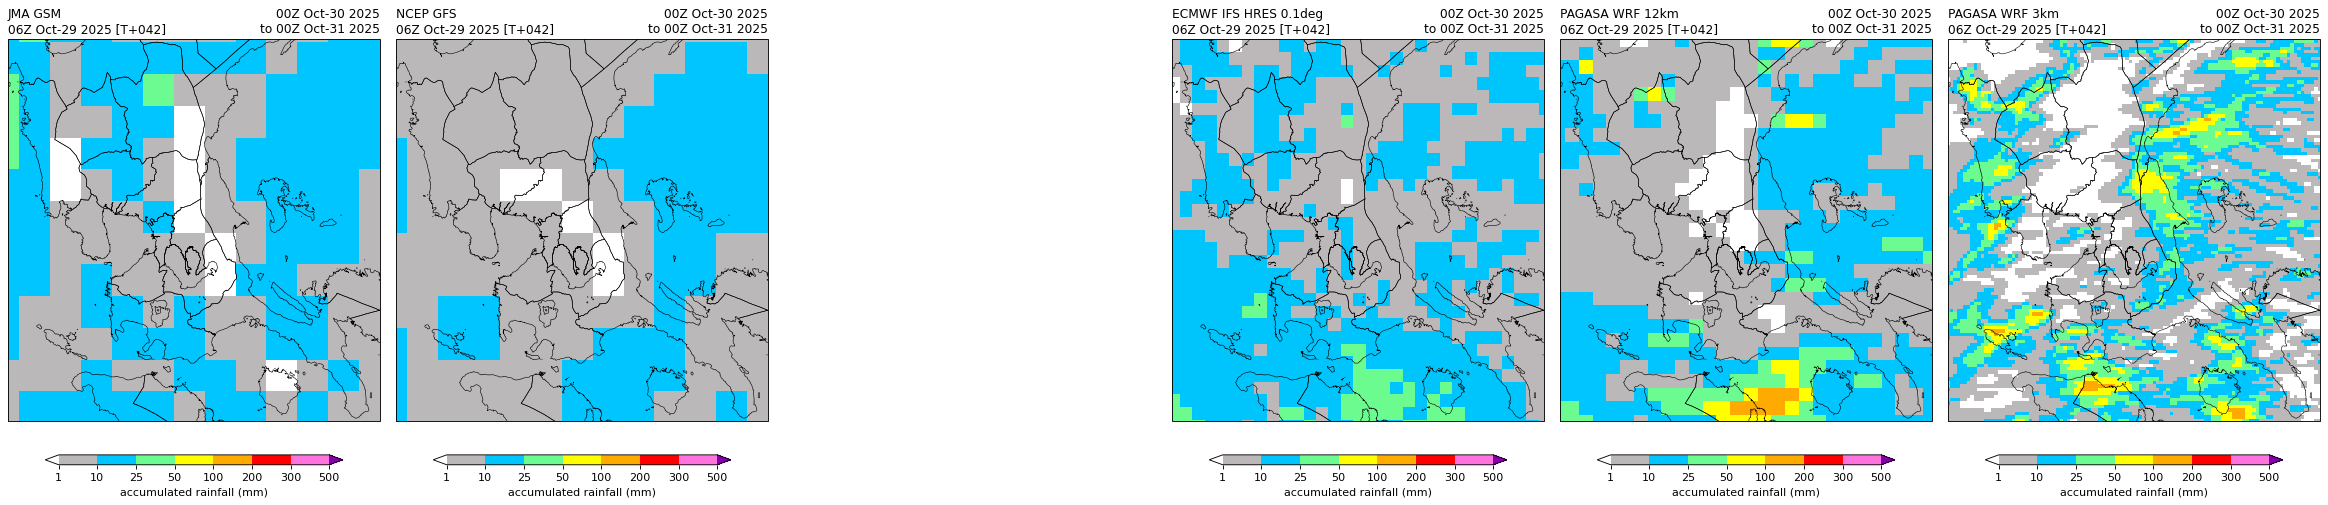 JMA GSM 00Z Oct-30 2025
06Z Oct-29 2025 [T+042] to 00Z Oct-31 2025
NCEP GFS 00Z Oct-30 2025
06Z Oct-29 2025 [T+042] to 00Z Oct-31 2025
ECMWF IFS HRES 0.1deg 00Z Oct-30 2025
06Z Oct-29 2025 [T+042] to 00Z Oct-31 2025
PAGASA WRF 12km 00Z Oct-30 2025
06Z Oct-29 2025 [T+042] to 00Z Oct-31 2025
PAGASA WRF 3km 00Z Oct-30 2025
06Z Oct-29 2025 [T+042] to 00Z Oct-31 2025
1 10 25 50 100 200 300 500
accumulated rainfall (mm)
1 10 25 50 100 200 300 500
accumulated rainfall (mm)
1 10 25 50 100 200 300 500
accumulated rainfall (mm)
1 10 25 50 100 200 300 500
accumulated rainfall (mm)
1 10 25 50 100 200 300 500
accumulated rainfall (mm)